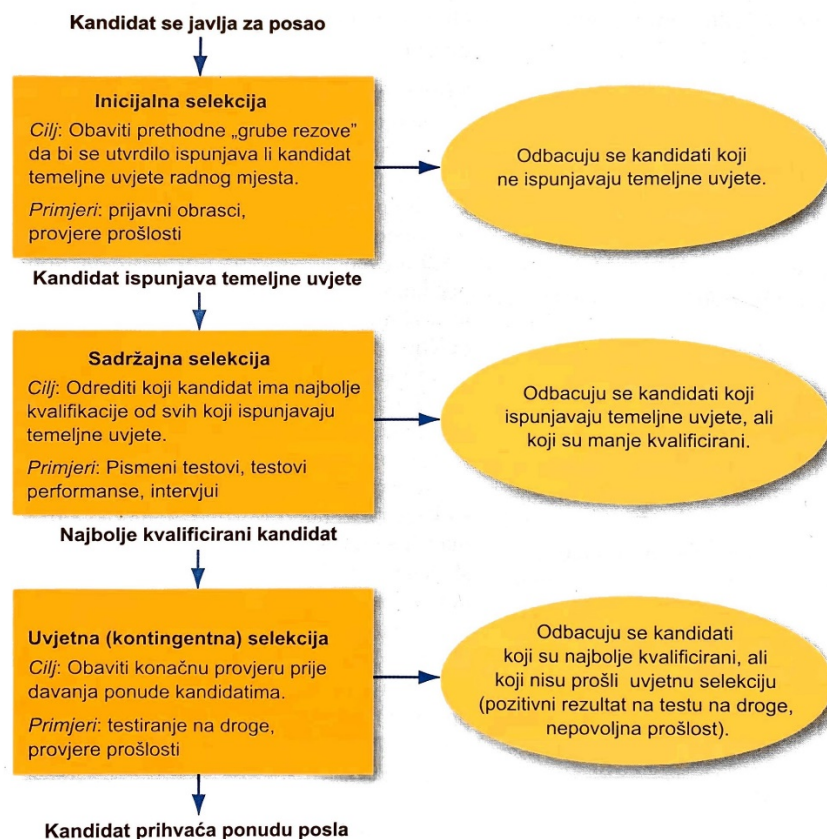 Kandidat se javlja za posao
Inicijalna selekcija
Cilj: Obaviti prethodne „grube rezove”
da bi se utvrdilo ispunjava li kandidat
temeljne uvjete radnog mjesta.
Primjeri: prijavni obrasci,
provjere prošlosti
Odbacuju se kandidati koji
ne ispunjavaju temeljne uvjete.
Kandidat ispunjava temeljne uvjete
Sadržajna selekcija
Cilj: Odrediti koji kandidat ima najbolje
kvalifikacije od svih koji ispunjavaju
temeljne uvjete.
Primjeri: Pismeni testovi, testovi
performanse, intervjui
Odbacuju se kandidati koji
ispunjavaju temeljne uvjete, ali
koji su manje kvalificirani.
Najbolje kvalificirani kandidat
Uvjetna (kontingentna) selekcija
Cilj: Obaviti konačnu provjeru prije
davanja ponude kandidatima.
Primjeri: testiranje na droge,
provjere prošlosti
Odbacuju se kandidati
koji su najbolje kvalificirani, ali
koji nisu prošli uvjetnu selekciju
(pozitivni rezultat na testu na droge,
nepovoljna prošlost).
Kandidat prihvaća ponudu posla